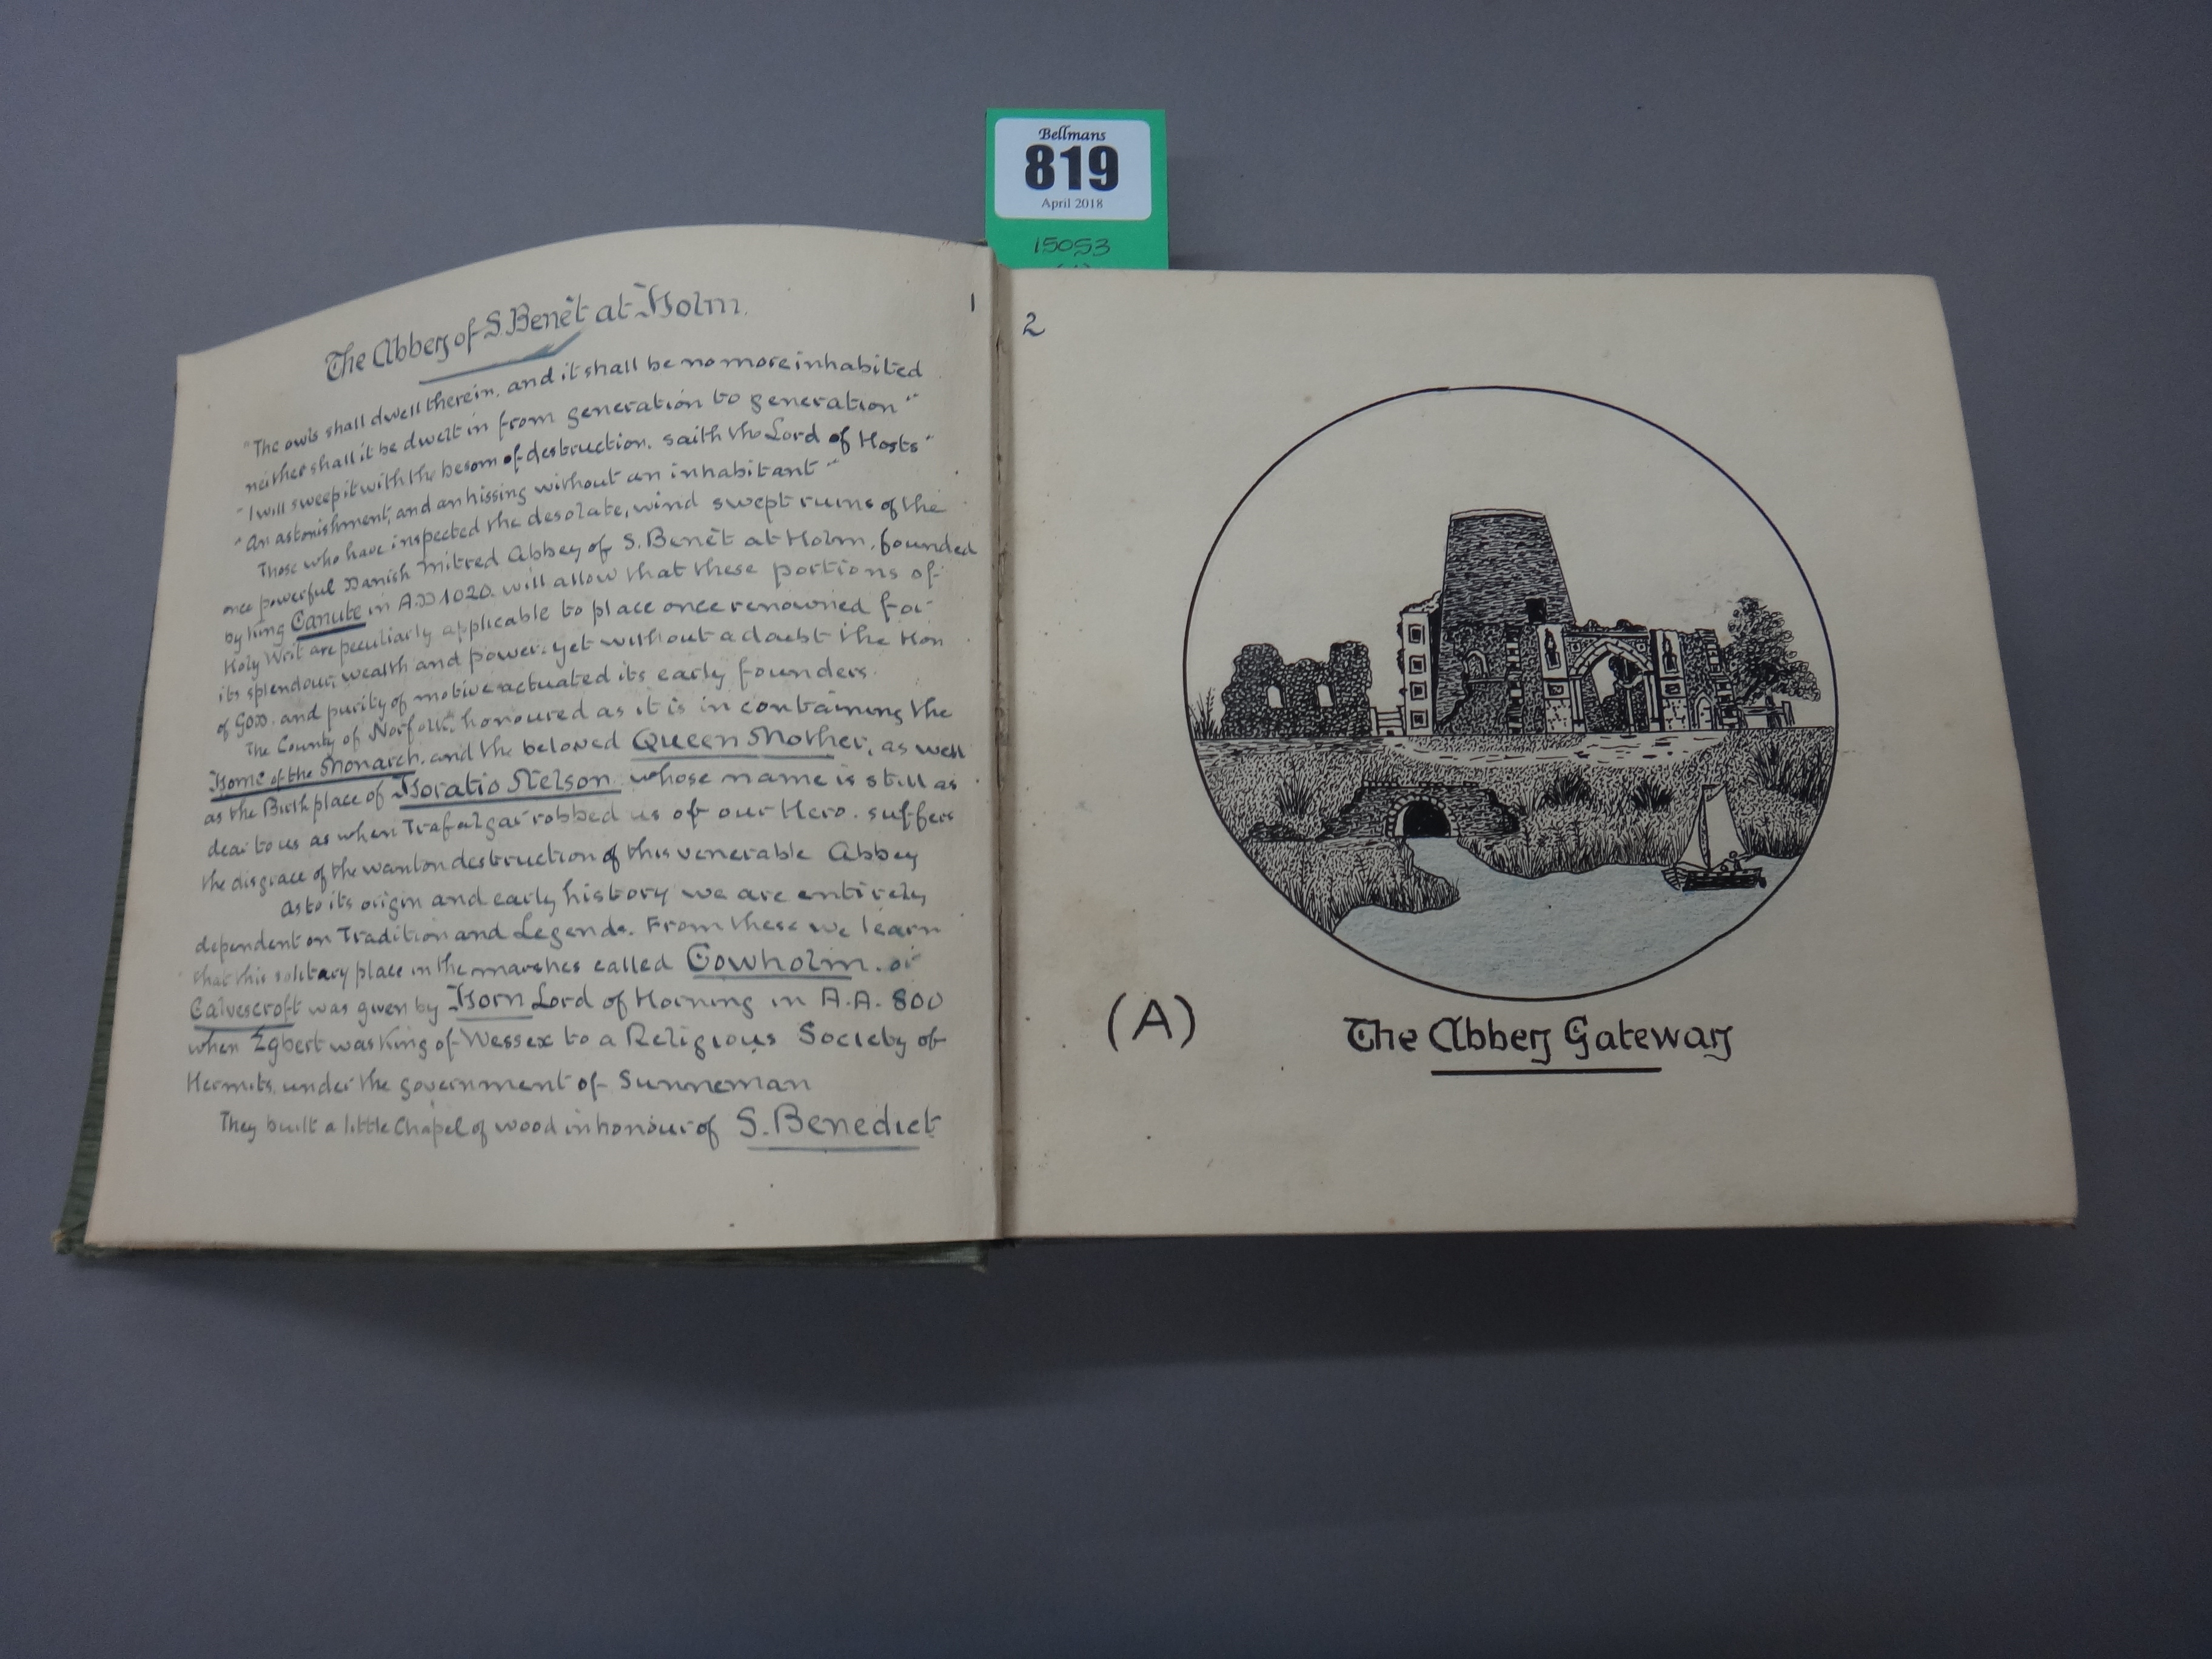 Bellmans
819
April 2018
15053
1
The Abbey of S. Benêt at Holm.
"The owls shall dwell therein, and it shall be no more inhabited
neither shall it be dwelt in from generation to generation"
"I will sweep it with the besom of destruction. saith the Lord of Hosts"
"An astonishment, and an hissing without an inhabitant"
Those who have inspected the desolate, wind swept ruins of the
once powerful Danish Mitred Abbey of S. Benêt at Holm, founded
by King Canute in A.D 1020. will allow that these portions of
Holy Writ are peculiarly applicable to place once renowned for
its splendour, wealth and power. yet without a doubt the Hon
of GOD. and purity of motive actuated its early founders.
The County of Norfolk, honoured as it is in containing the
Home of the Monarch. and the beloved Queen Mother, as well
as the Birthplace of Horatio Nelson whose name is still as
dear to us as when Trafalgar robbed us of our Hero. suffers
the disgrace of the wanton destruction of this venerable Abbey
as to its origin and early history we are entirely
dependent on Tradition and Legends. From these we learn
that this solitary place in the marshes called Cowholm. or
Calvescroft was given by Horn Lord of Horning in A.A. 800
when Egbert was King of Wessex to a Religious Society of
Hermits. under the government of Sunneman
They built a little Chapel of wood in honour of S. Benedict
2
(A)
The Abbey Gateway